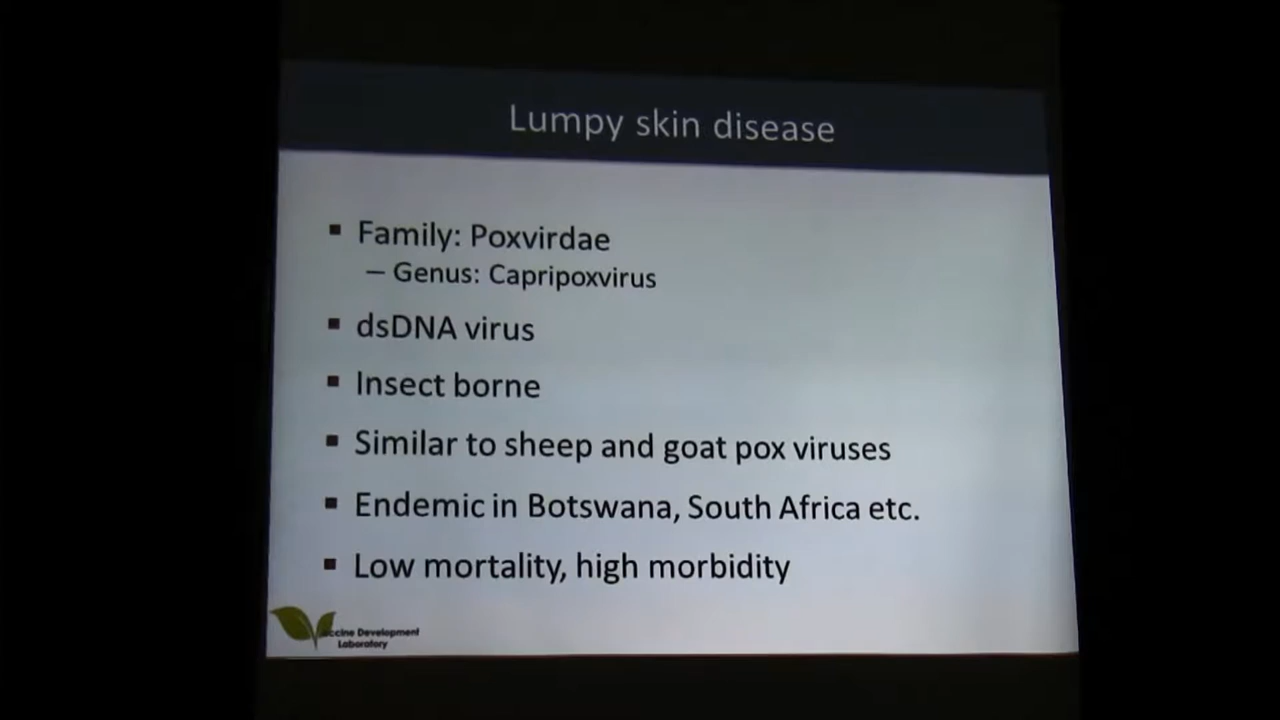 Lumpy skin disease
▪ Family: Poxvirdae
– Genus: Capripoxvirus
▪ dsDNA virus
▪ Insect borne
▪ Similar to sheep and goat pox viruses
▪ Endemic in Botswana, South Africa etc.
▪ Low mortality, high morbidity
Vaccine Development
Laboratory